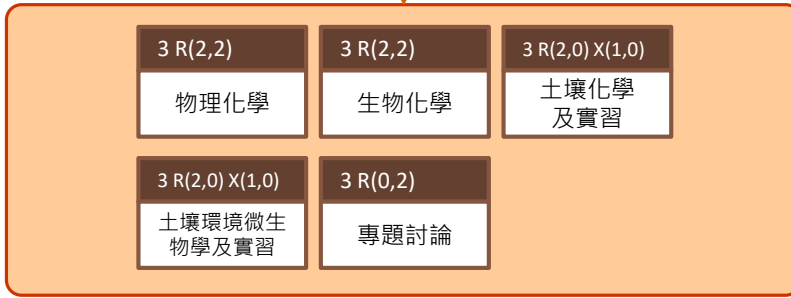 3 R(2,2)
物理化學
3 R(2,2)
生物化學
3 R(2,0) X(1,0)
土壤化學
及實習
3 R(2,0) X(1,0)
土壤環境微生
物學及實習
3 R(0,2)
專題討論